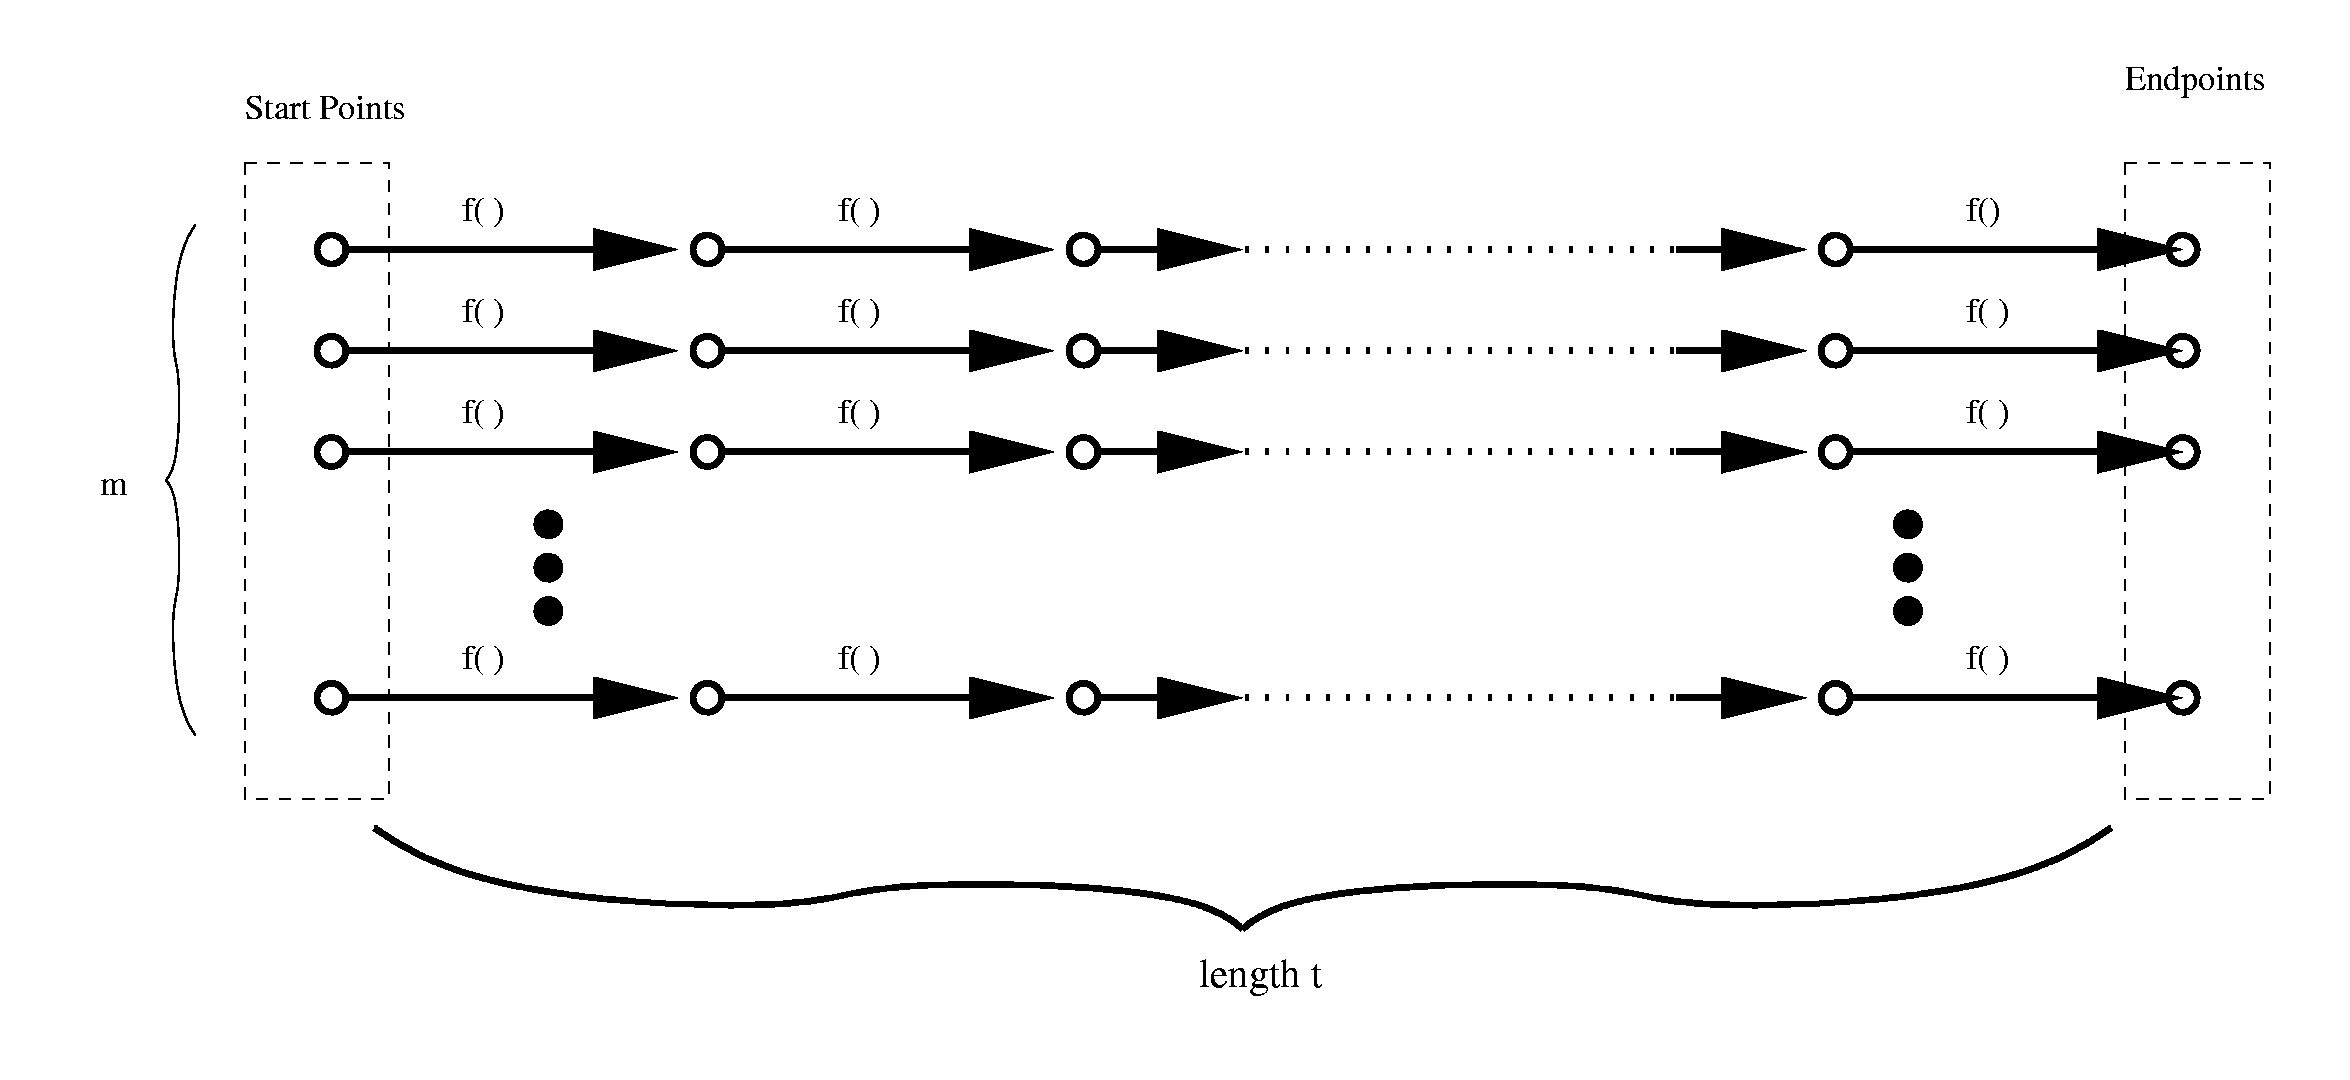 Endpoints
Start Points
f( ) f( ) f()
f( ) f( ) f( )
f( ) f( ) f( )
m
f( ) f( ) f( )
length t